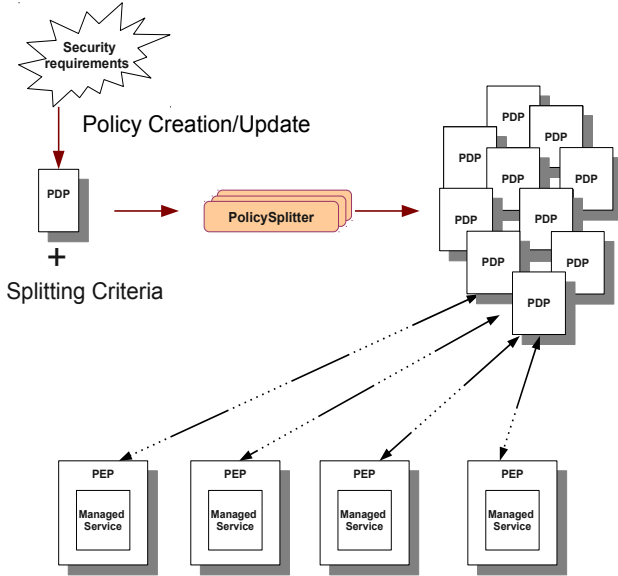 Security
requirements
Policy Creation/Update
PDP
+
Splitting Criteria
PolicySplitter
PDP
PDP
PDP
PDP
PDP
PDP
PDP
PDP
PDP
PDP
PEP
Managed
Service
PEP
Managed
Service
PEP
Managed
Service
PEP
Managed
Service